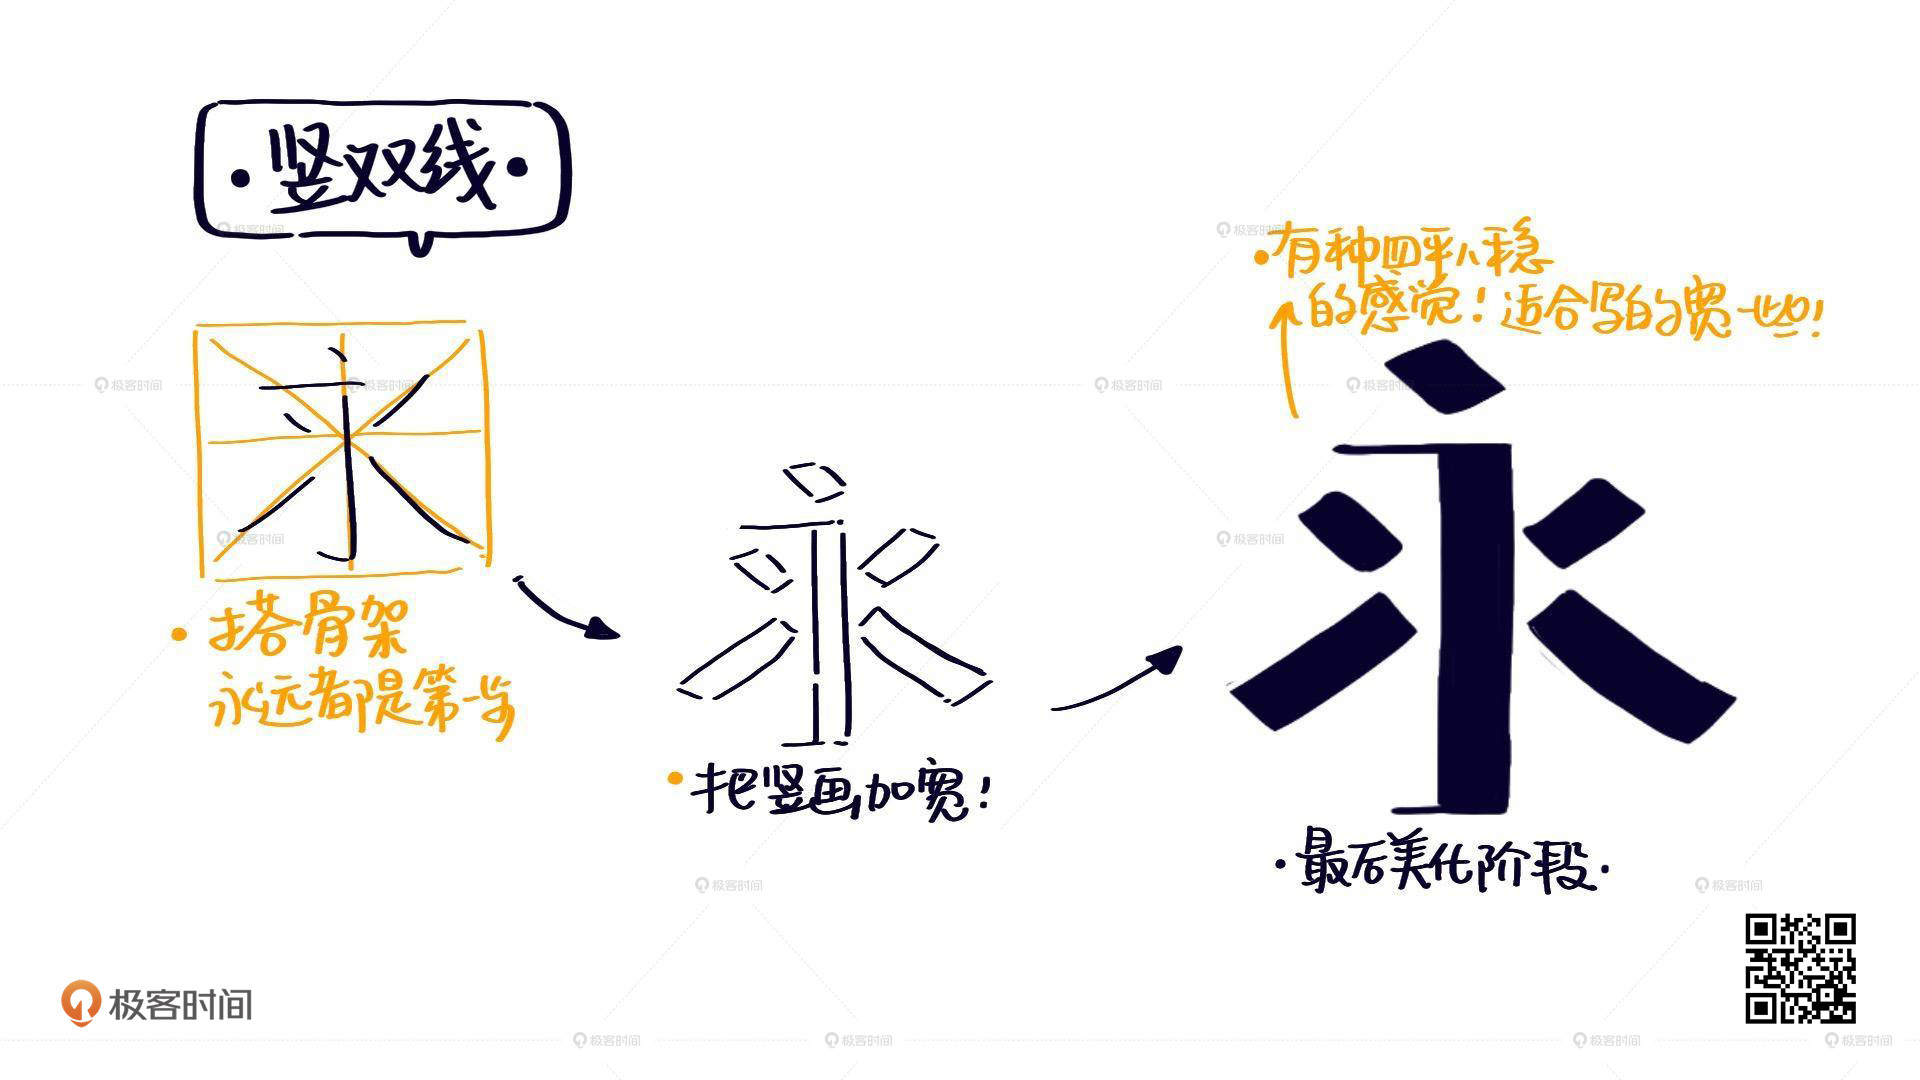 竖双线
永
搭骨架
永远都是第一步
永
把竖画加宽!
有种四平八稳
的感觉!适合写的宽一些!
永
最后美化阶段
极客时间